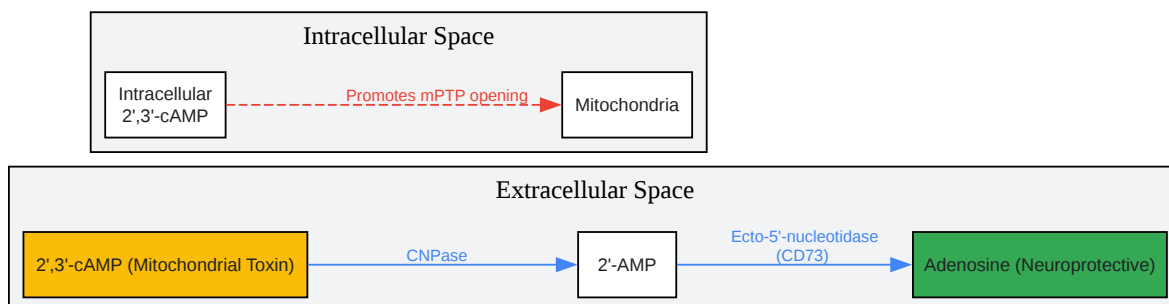 Intracellular Space
Intracellular
2',3'-cAMP
Promotes mPTP opening
Mitochondria
Extracellular Space
2',3'-cAMP (Mitochondrial Toxin)
CNPase
2'-AMP
Ecto-5'-nucleotidase
(CD73)
Adenosine (Neuroprotective)